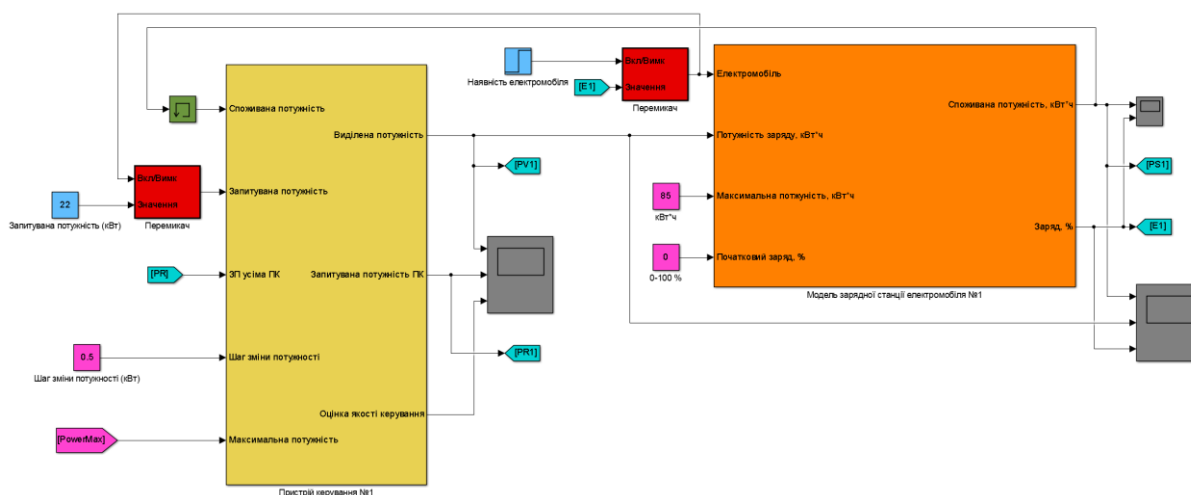 Вкл/Вимк
Значення
Перемикач
Наявність електромобіля
[E1]
Електромобіль
Споживана потужність, кВт*ч
Потужність заряду, кВт*ч
[PS1]
85
кВт*ч
Максимальна потжуність, кВт*ч
Заряд, %
[E1]
0
0-100 %
Початковий заряд, %
Модель зарядної станції електромобіля №1
Споживана потужність
Виділена потужність
[PV1]
Вкл/Вимк
Значення
Перемикач
22
Запитувана потужність (кВт)
Запитувана потужність
[PR]
ЗП усіма ПК
Запитувана потужність ПК
[PR1]
0.5
Шаг зміни потужності (кВт)
Шаг зміни потужності
Оцінка якості керування
[PowerMax]
Максимальна потужність
Пристрій керування №1